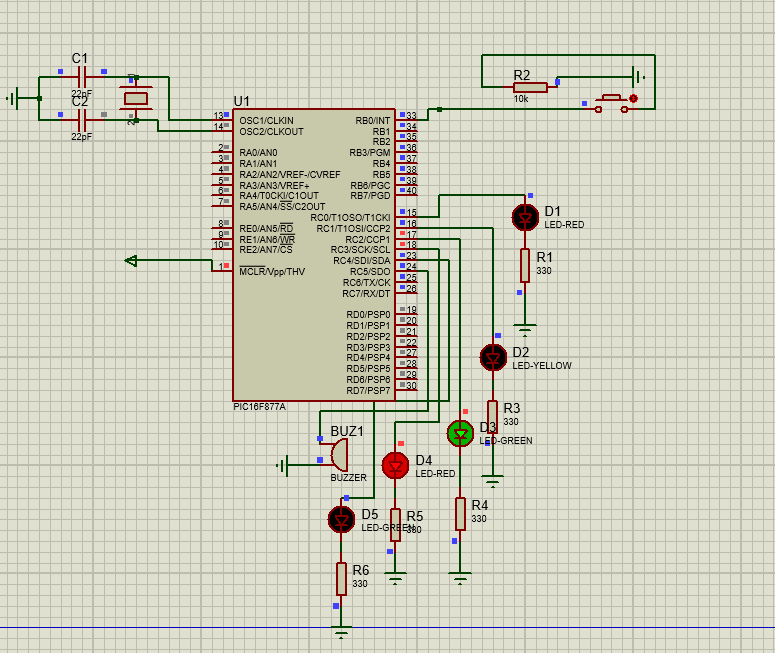 C1
22pF
C2
22pF
U1
13 OSC1/CLKIN
14 OSC2/CLKOUT
2 RA0/AN0
3 RA1/AN1
4 RA2/AN2/VREF-/CVREF
5 RA3/AN3/VREF+
6 RA4/T0CKI/C1OUT
7 RA5/AN4/SS/C2OUT
8 RE0/AN5/RD
9 RE1/AN6/WR
10 RE2/AN7/CS
1 MCLR/Vpp/THV
RB0/INT 33
RB1 34
RB2 35
RB3/PGM 36
RB4 37
RB5 38
RB6/PGC 39
RB7/PGD 40
RC0/T1OSO/T1CKI 15
RC1/T1OSI/CCP2 16
RC2/CCP1 17
RC3/SCK/SCL 18
RC4/SDI/SDA 23
RC5/SDO 24
RC6/TX/CK 25
RC7/RX/DT 26
RD0/PSP0 19
RD1/PSP1 20
RD2/PSP2 21
RD3/PSP3 22
RD4/PSP4 27
RD5/PSP5 28
RD6/PSP6 29
RD7/PSP7 30
PIC16F877A
R2
10k
D1
LED-RED
R1
330
D2
LED-YELLOW
R3
330
D3
LED-GREEN
R4
330
BUZ1
BUZZER
D4
LED-RED
R5
330
D5
LED-GREEN
R6
330